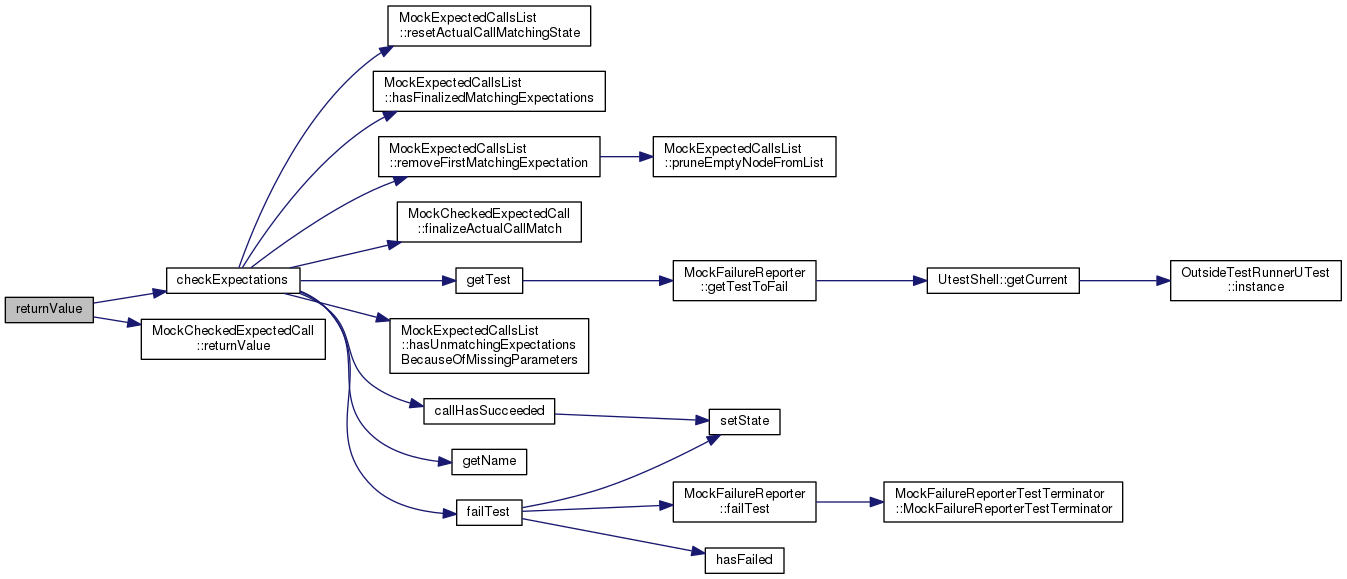 MockExpectedCallsList
::resetActualCallMatchingState
MockExpectedCallsList
::hasFinalizedMatchingExpectations
MockExpectedCallsList
::removeFirstMatchingExpectation
MockExpectedCallsList
::pruneEmptyNodeFromList
MockCheckedExpectedCall
::finalizeActualCallMatch
checkExpectations
getTest
MockFailureReporter
::getTestToFail
UtestShell::getCurrent
OutsideTestRunnerUTest
::instance
returnValue
MockCheckedExpectedCall
::returnValue
MockExpectedCallsList
::hasUnmatchingExpectations
BecauseOfMissingParameters
callHasSucceeded
setState
getName
failTest
MockFailureReporter
::failTest
MockFailureReporterTestTerminator
::MockFailureReporterTestTerminator
hasFailed